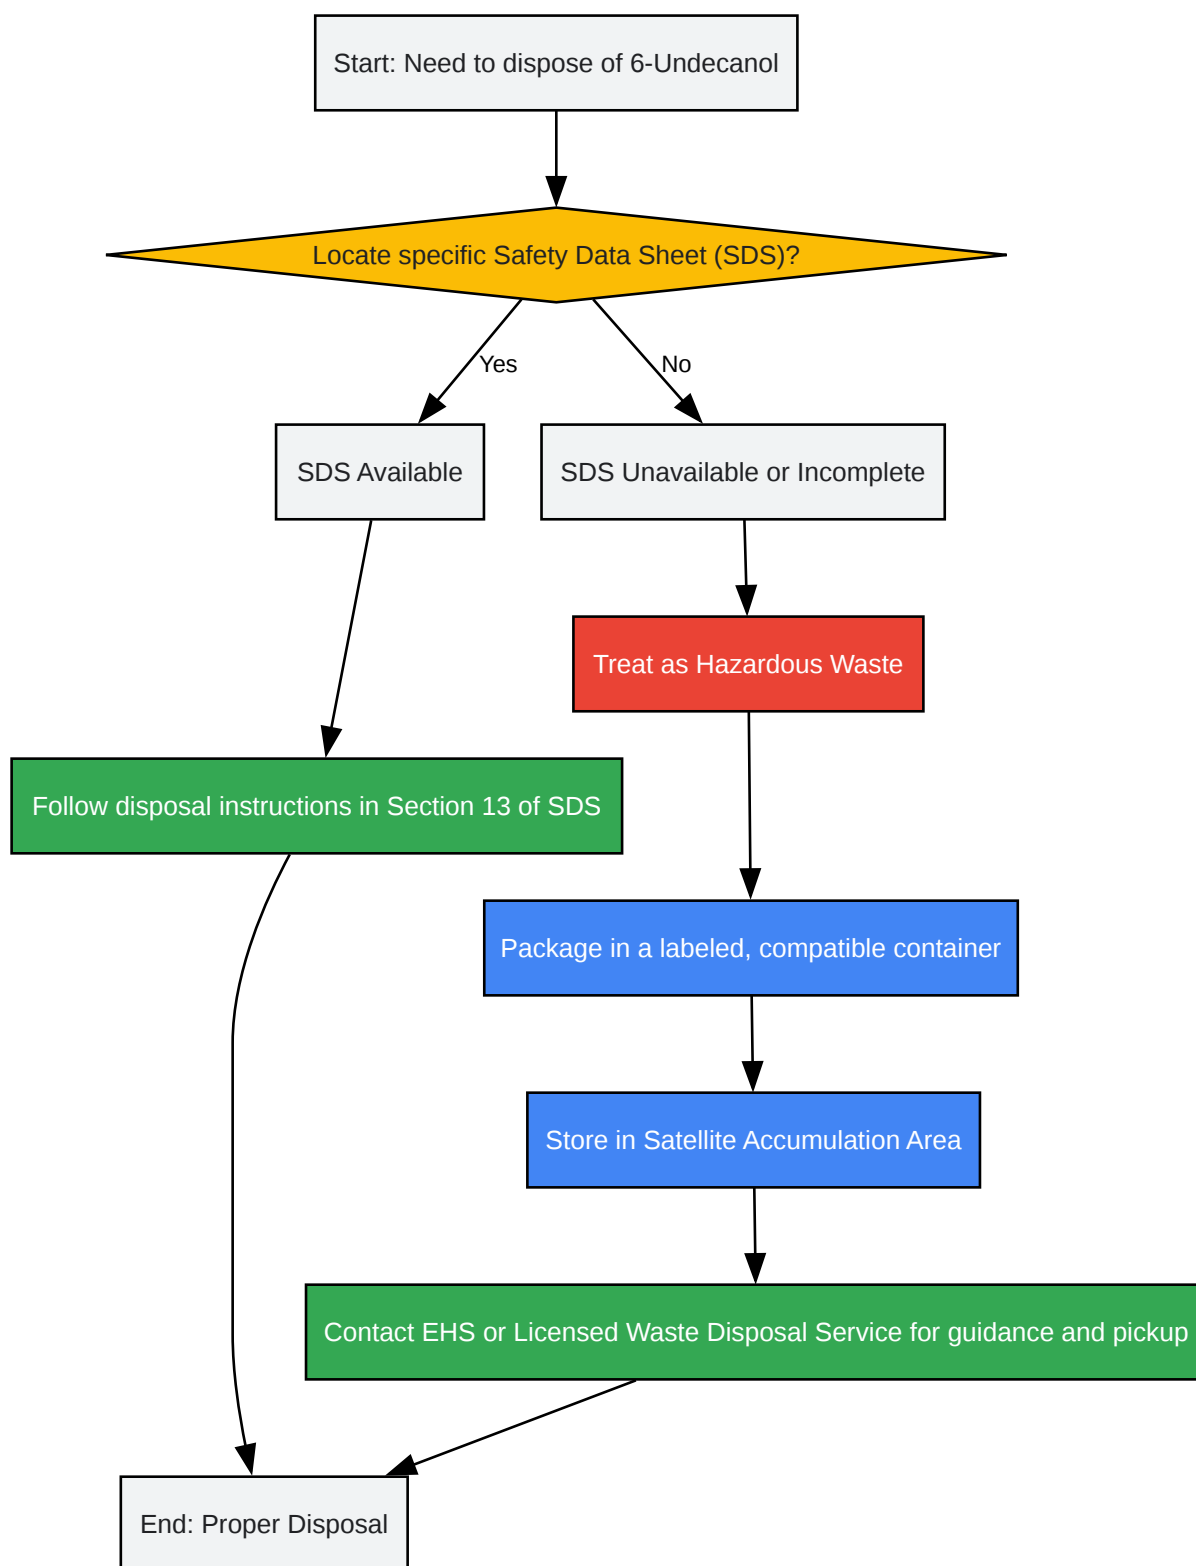 Start: Need to dispose of 6-Undecanol
Locate specific Safety Data Sheet (SDS)?
Yes
No
SDS Available
SDS Unavailable or Incomplete
Treat as Hazardous Waste
Follow disposal instructions in Section 13 of SDS
Package in a labeled, compatible container
Store in Satellite Accumulation Area
Contact EHS or Licensed Waste Disposal Service for guidance and pickup
End: Proper Disposal